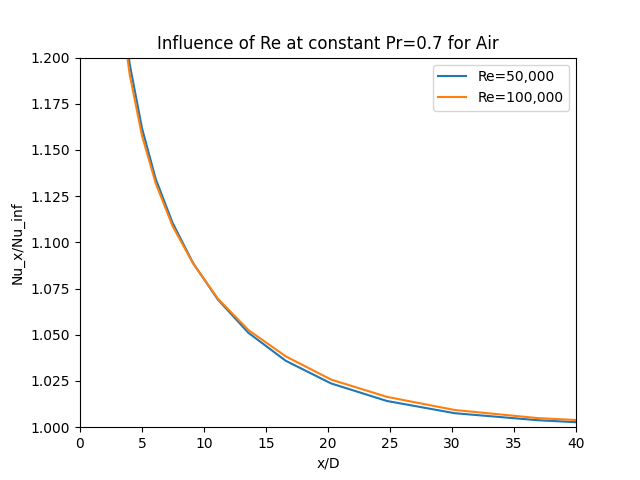 Influence of Re at constant Pr=0.7 for Air
Nu_x/Nu_inf
1.200
1.175
1.150
1.125
1.100
1.075
1.050
1.025
1.000
Re=50,000
Re=100,000
0 5 10 15 20 25 30 35 40
x/D